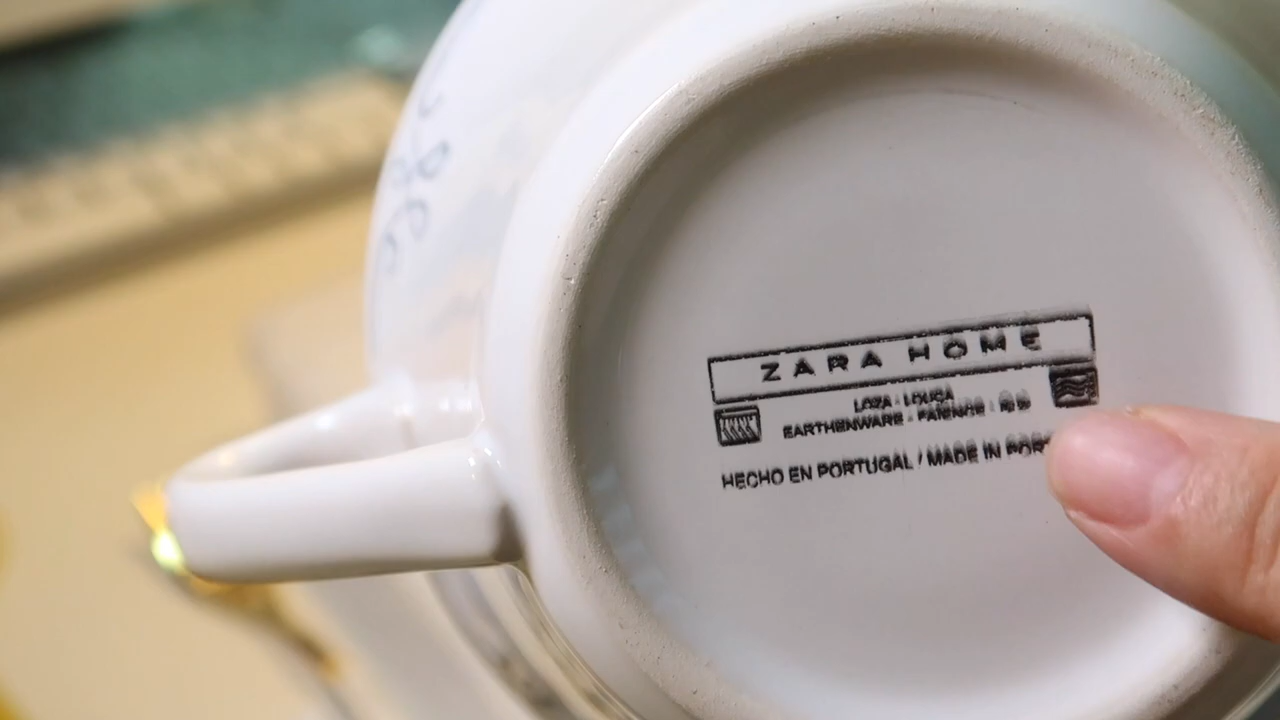 ZARA HOME
LOZA - LOUÇA
EARTHENWARE - FAIENCE -
HECHO EN PORTUGAL / MADE IN